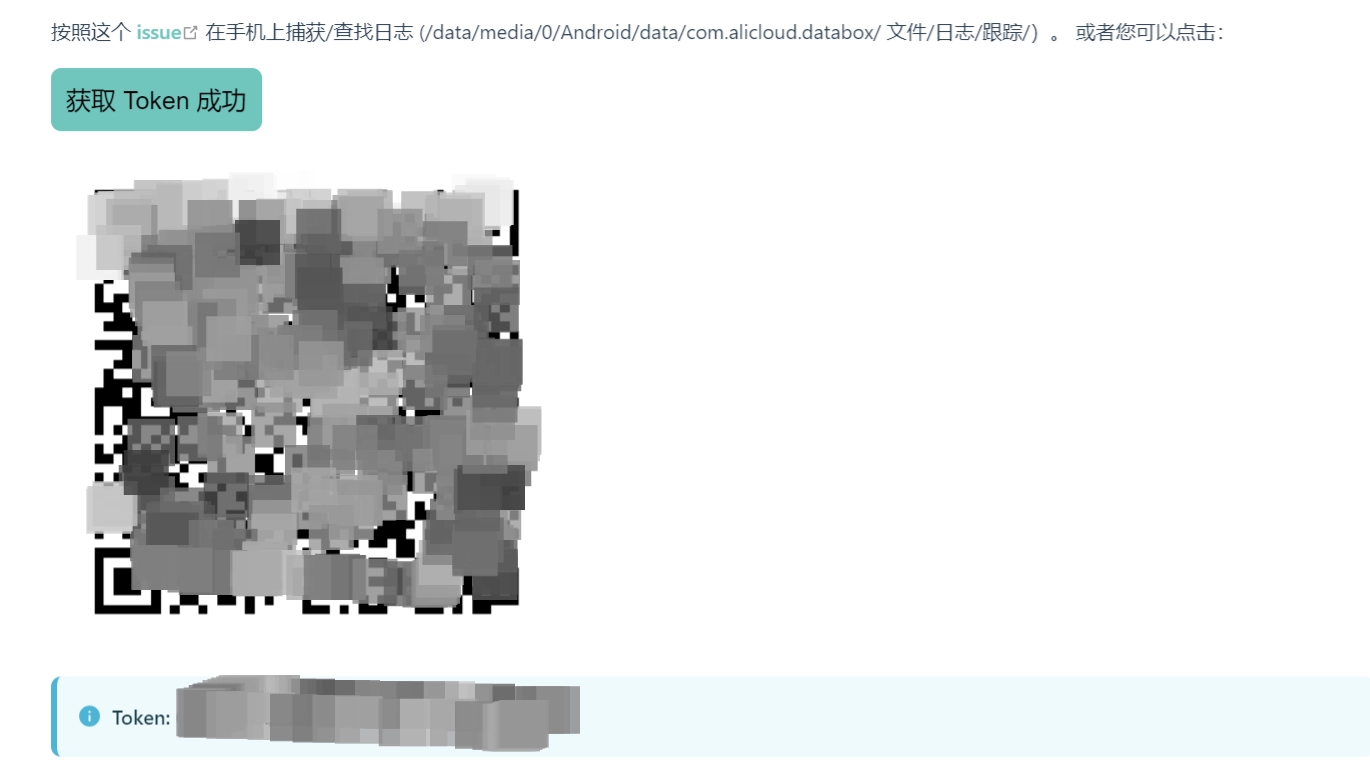 按照这个 issue 在手机上捕获/查找日志 (/data/media/0/Android/data/com.alicloud.databox/ 文件/日志/跟踪/) 。 或者您可以点击：
获取 Token 成功
Token: